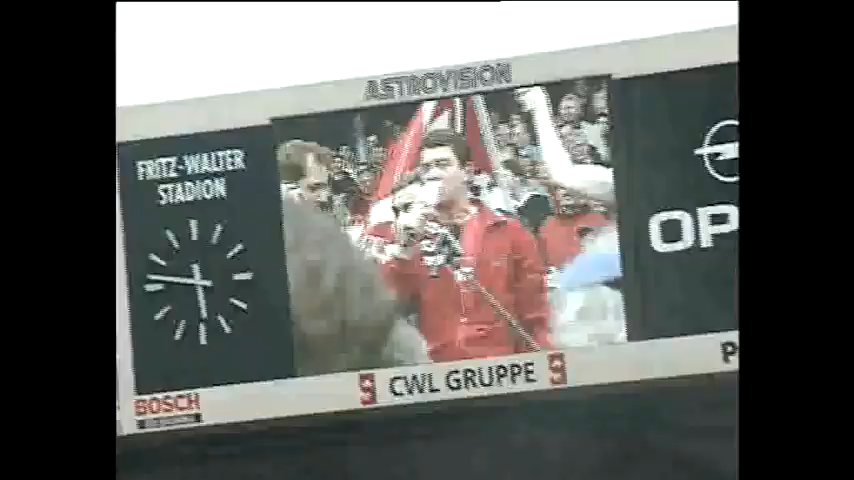 ASTROVISION
FRITZ-WALTER
STADION
OP
BOSCH
CWL GRUPPE
P